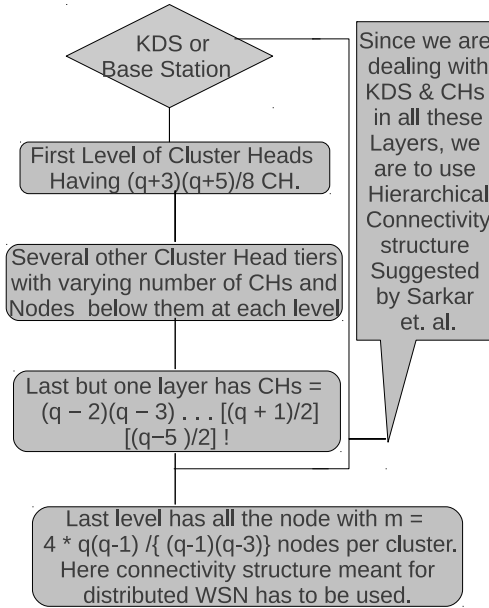 KDS or
Base Station
First Level of Cluster Heads
Having (q+3)(q+5)/8 CH.
Several other Cluster Head tiers
with varying number of CHs and
Nodes below them at each level
Last but one layer has CHs =
(q − 2)(q − 3) . . . [(q + 1)/2]
[(q−5 )/2] !
Last level has all the node with m =
4 * q(q-1) /{ (q-1)(q-3)} nodes per cluster.
Here connectivity structure meant for
distributed WSN has to be used.
Since we are
dealing with
KDS & CHs
in all these
Layers, we
are to use
Hierarchical
Connectivity
structure
Suggested
by Sarkar
et. al.